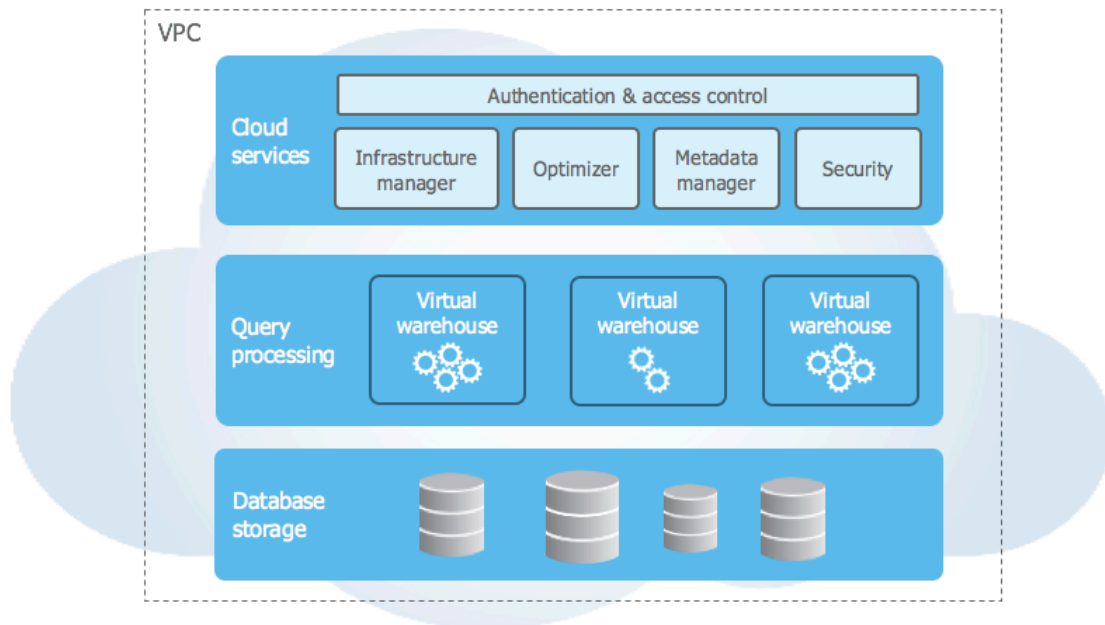 VPC
Authentication & access control
Cloud
services
Infrastructure
manager
Optimizer
Metadata
manager
Security
Query
processing
Virtual
warehouse
Virtual
warehouse
Virtual
warehouse
Database
storage